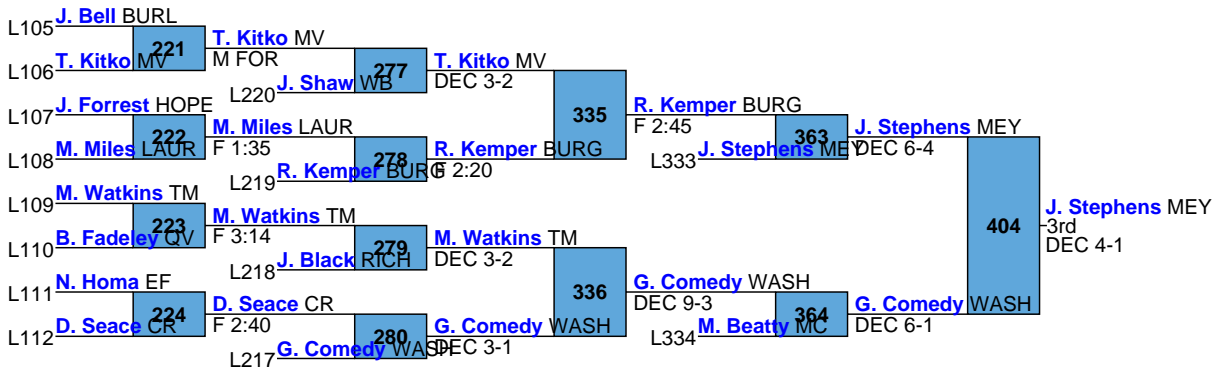 L105 J. Bell BURL
221
L106 T. Kitko MV
T. Kitko MV
M FOR
L220 J. Shaw WB
277
T. Kitko MV
DEC 3-2
L107 J. Forrest HOPE
222
L108 M. Miles LAUR
M. Miles LAUR
F 1:35
278
L219 R. Kemper BURG
R. Kemper BURG
F 2:20
335
R. Kemper BURG
F 2:45
363
L333 J. Stephens MEY
J. Stephens MEY
DEC 6-4
L109 M. Watkins TM
223
L110 B. Fadeley QV
M. Watkins TM
F 3:14
279
L218 J. Black RICH
M. Watkins TM
DEC 3-2
L111 N. Homa EF
224
L112 D. Seace CR
D. Seace CR
F 2:40
280
L217 G. Comedy WASH
G. Comedy WASH
DEC 3-1
336
G. Comedy WASH
DEC 9-3
364
L334 M. Beatty MC
G. Comedy WASH
DEC 6-1
404
J. Stephens MEY
3rd
DEC 4-1